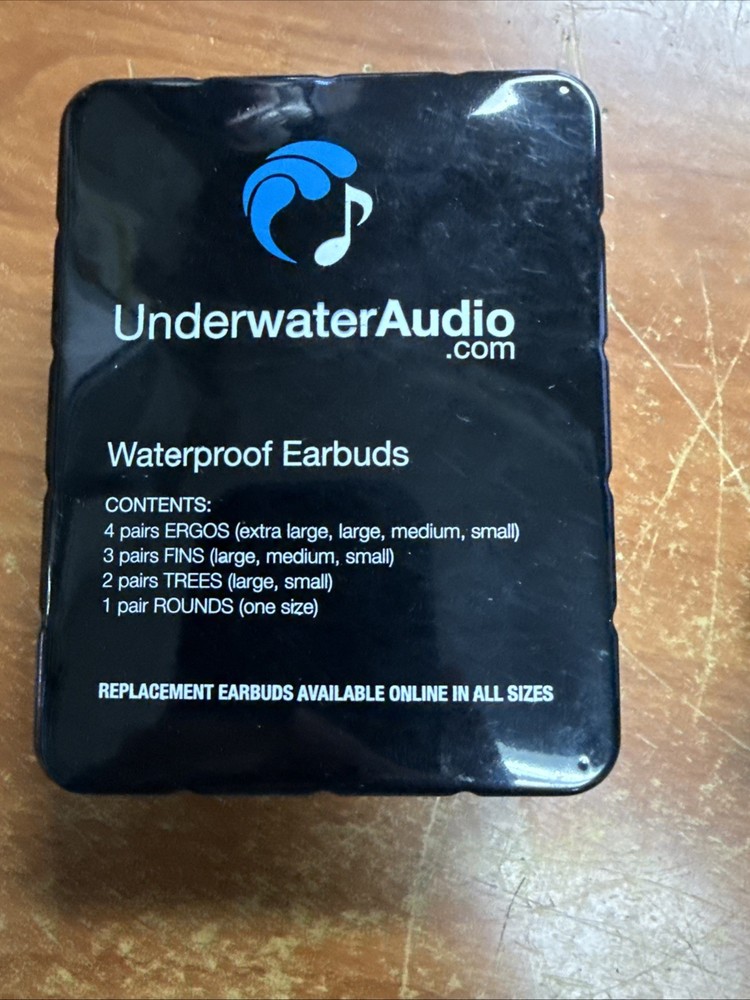 UnderwaterAudio
.com
Waterproof Earbuds
CONTENTS:
4 pairs ERGOS (extra large, large, medium, small)
3 pairs FINS (large, medium, small)
2 pairs TREES (large, small)
1 pair ROUNDS (one size)
REPLACEMENT EARBUDS AVAILABLE ONLINE IN ALL SIZES